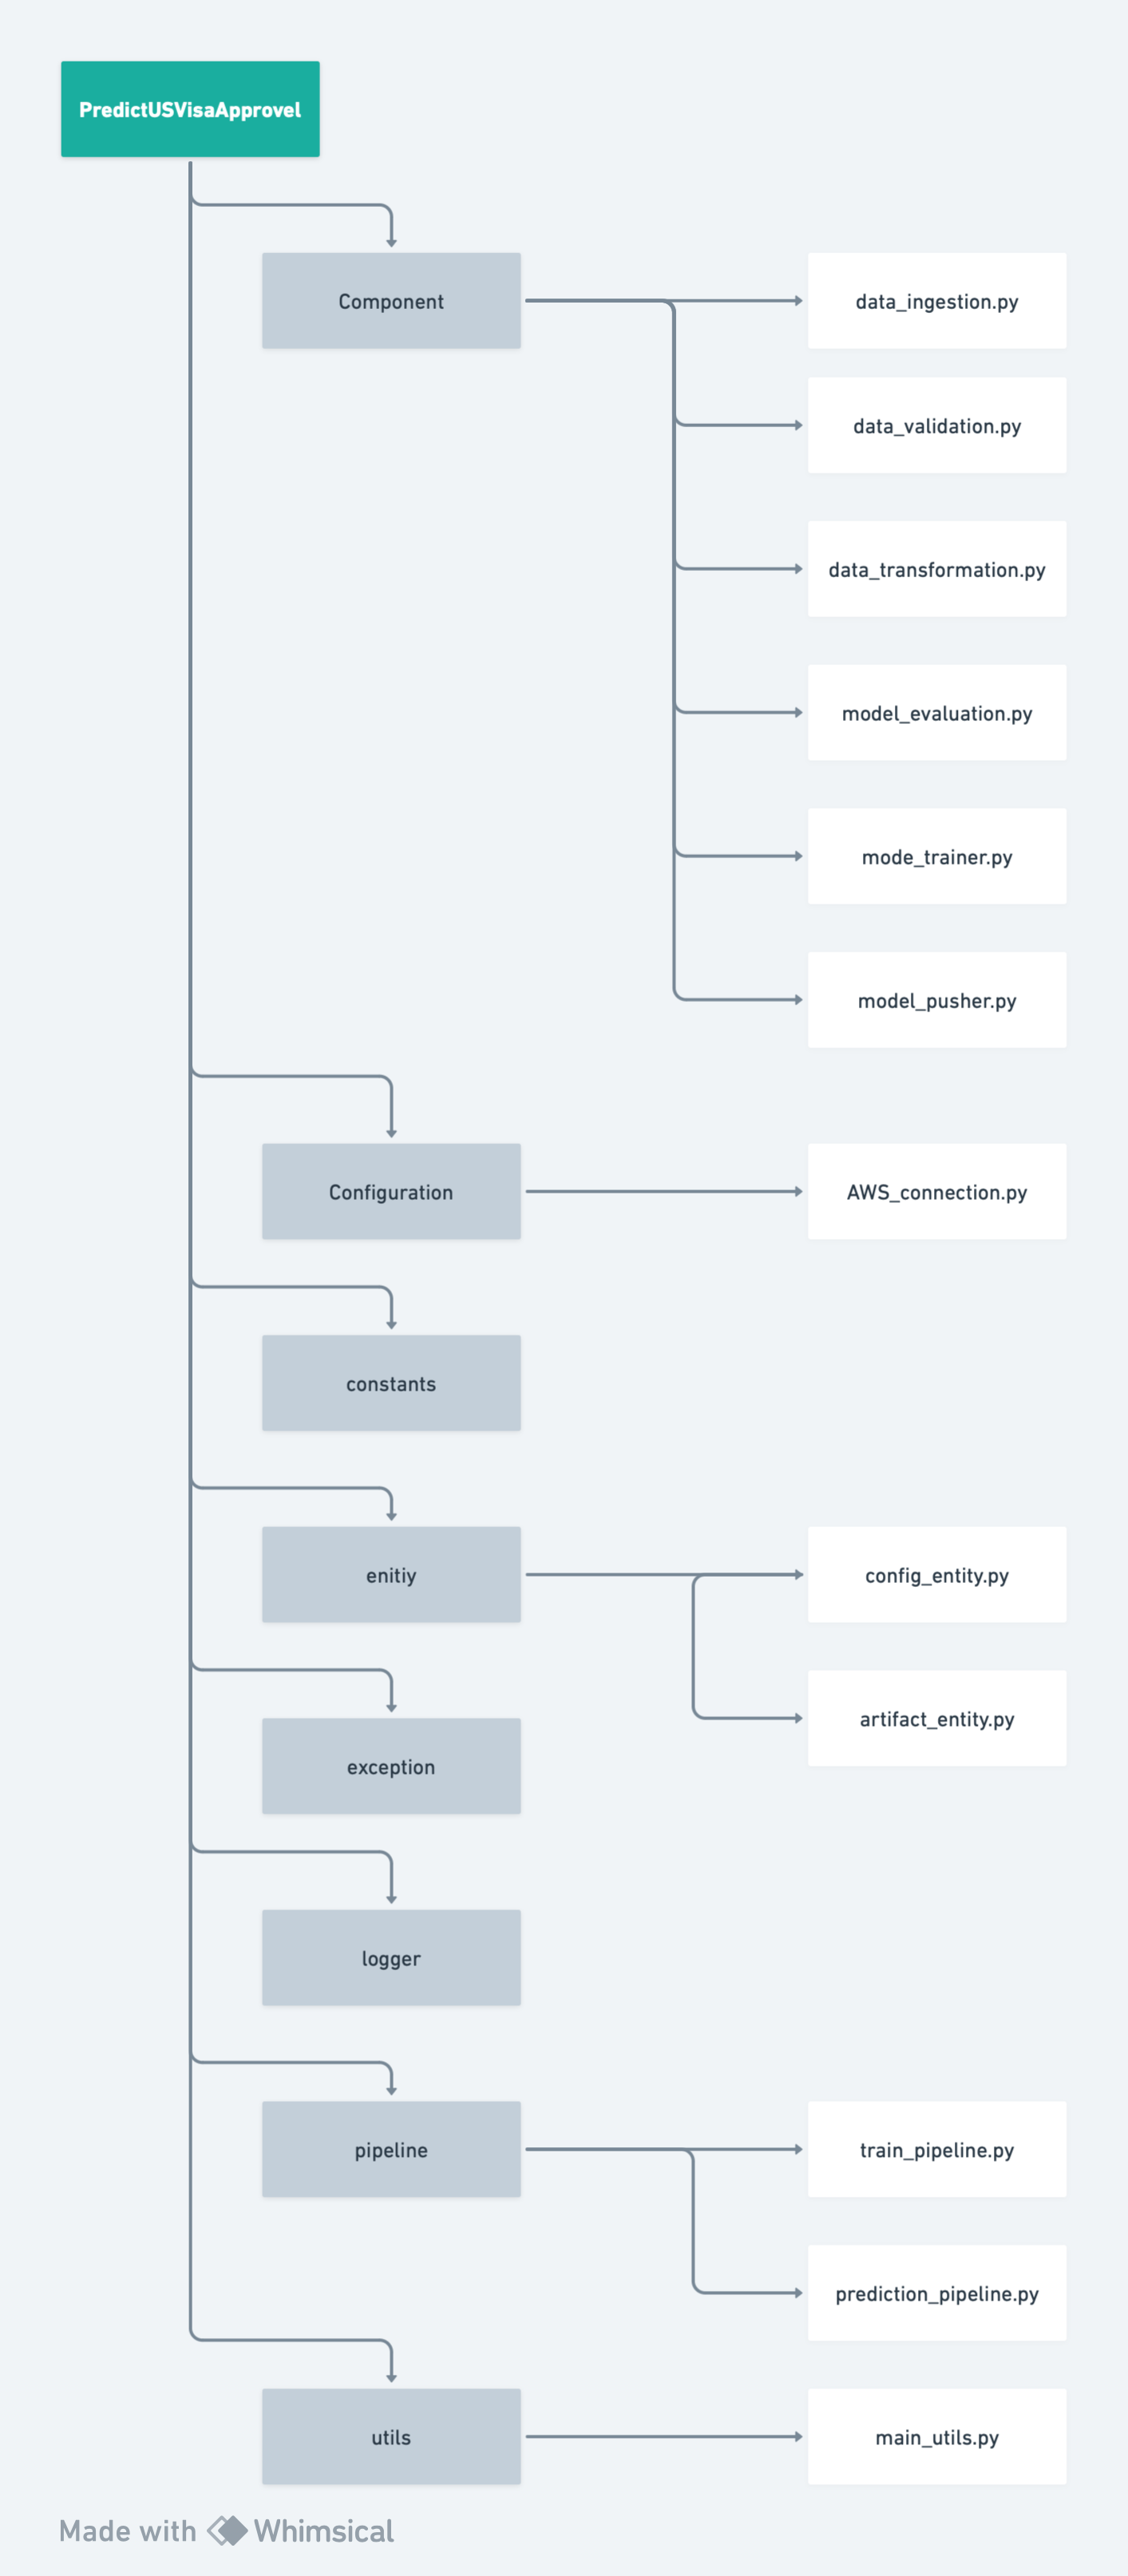 PredictUSVisaApprovel
Component
data_ingestion.py
data_validation.py
data_transformation.py
model_evaluation.py
mode_trainer.py
model_pusher.py
Configuration
AWS_connection.py
constants
enitiy
config_entity.py
artifact_entity.py
exception
logger
pipeline
train_pipeline.py
prediction_pipeline.py
utils
main_utils.py
Made with Whimsical